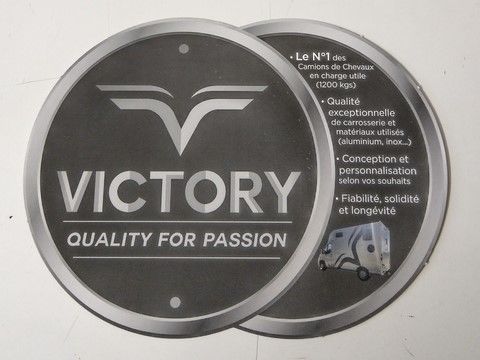 VICTORY
QUALITY FOR PASSION
• Le N°1 des
Camions de Chevaux
en charge utile
(1200 kgs)
• Qualité
exceptionnelle
de carrosserie et
matériaux utilisés
(aluminium, inox...)
• Conception et
personnalisation
selon vos souhaits
• Fiabilité, solidité
et longévité